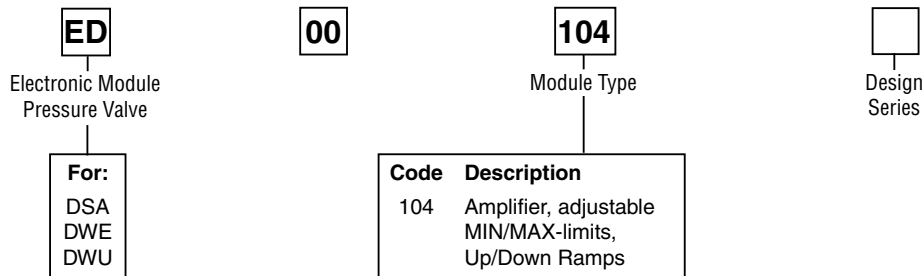 ED 00 104
Electronic Module
Pressure Valve
Module Type
Design
Series
For:
DSA
DWE
DWU
Code Description
104 Amplifier, adjustable
MIN/MAX-limits,
Up/Down Ramps